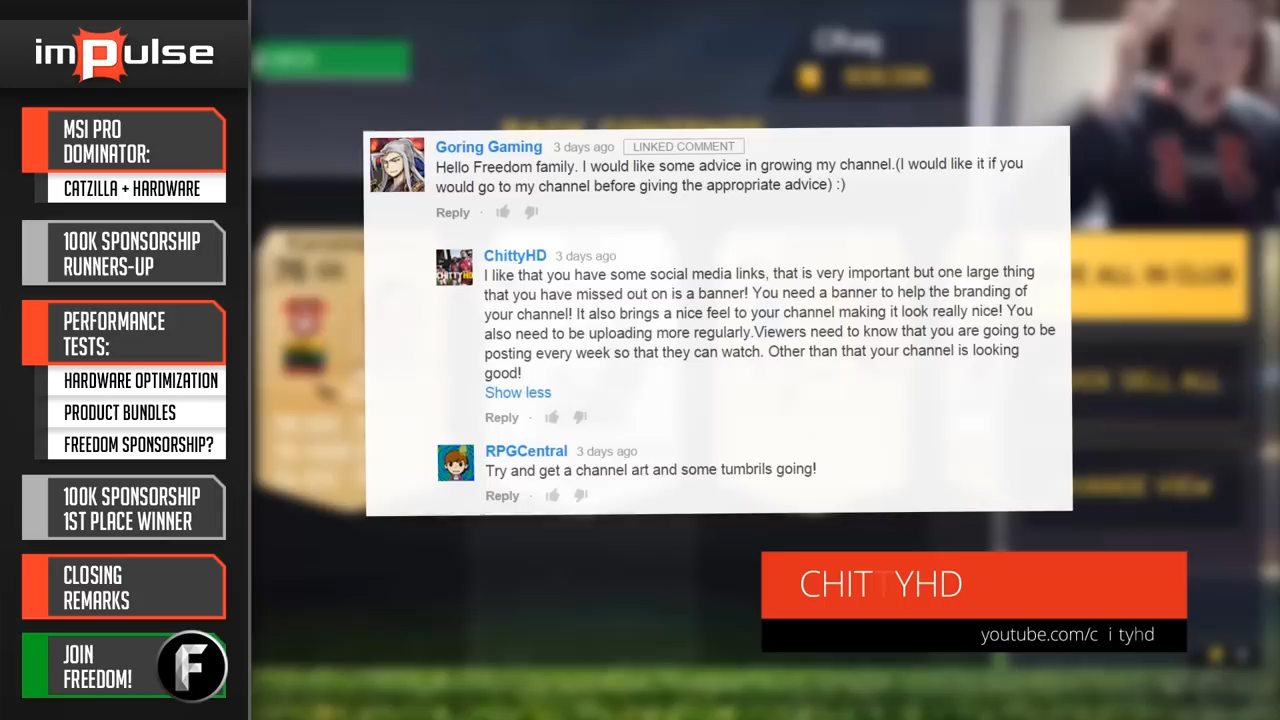 impulse
MSI PRO
DOMINATOR:
CATZILLA + HARDWARE
100K SPONSORSHIP
RUNNERS-UP
PERFORMANCE
TESTS:
HARDWARE OPTIMIZATION
PRODUCT BUNDLES
FREEDOM SPONSORSHIP?
100K SPONSORSHIP
1ST PLACE WINNER
CLOSING
REMARKS
JOIN
FREEDOM!
F
Goring Gaming 3 days ago LINKED COMMENT
Hello Freedom family. I would like some advice in growing my channel.(I would like it if you
would go to my channel before giving the appropriate advice) :)
Reply ·
ChittyHD 3 days ago
I like that you have some social media links, that is very important but one large thing
that you have missed out on is a banner! You need a banner to help the branding of
your channel! It also brings a nice feel to your channel making it look really nice! You
also need to be uploading more regularly.Viewers need to know that you are going to be
posting every week so that they can watch. Other than that your channel is looking
good!
Show less
Reply ·
RPGCentral 3 days ago
Try and get a channel art and some tumbrils going!
Reply ·
CHITTYHD
youtube.com/c i tyhd